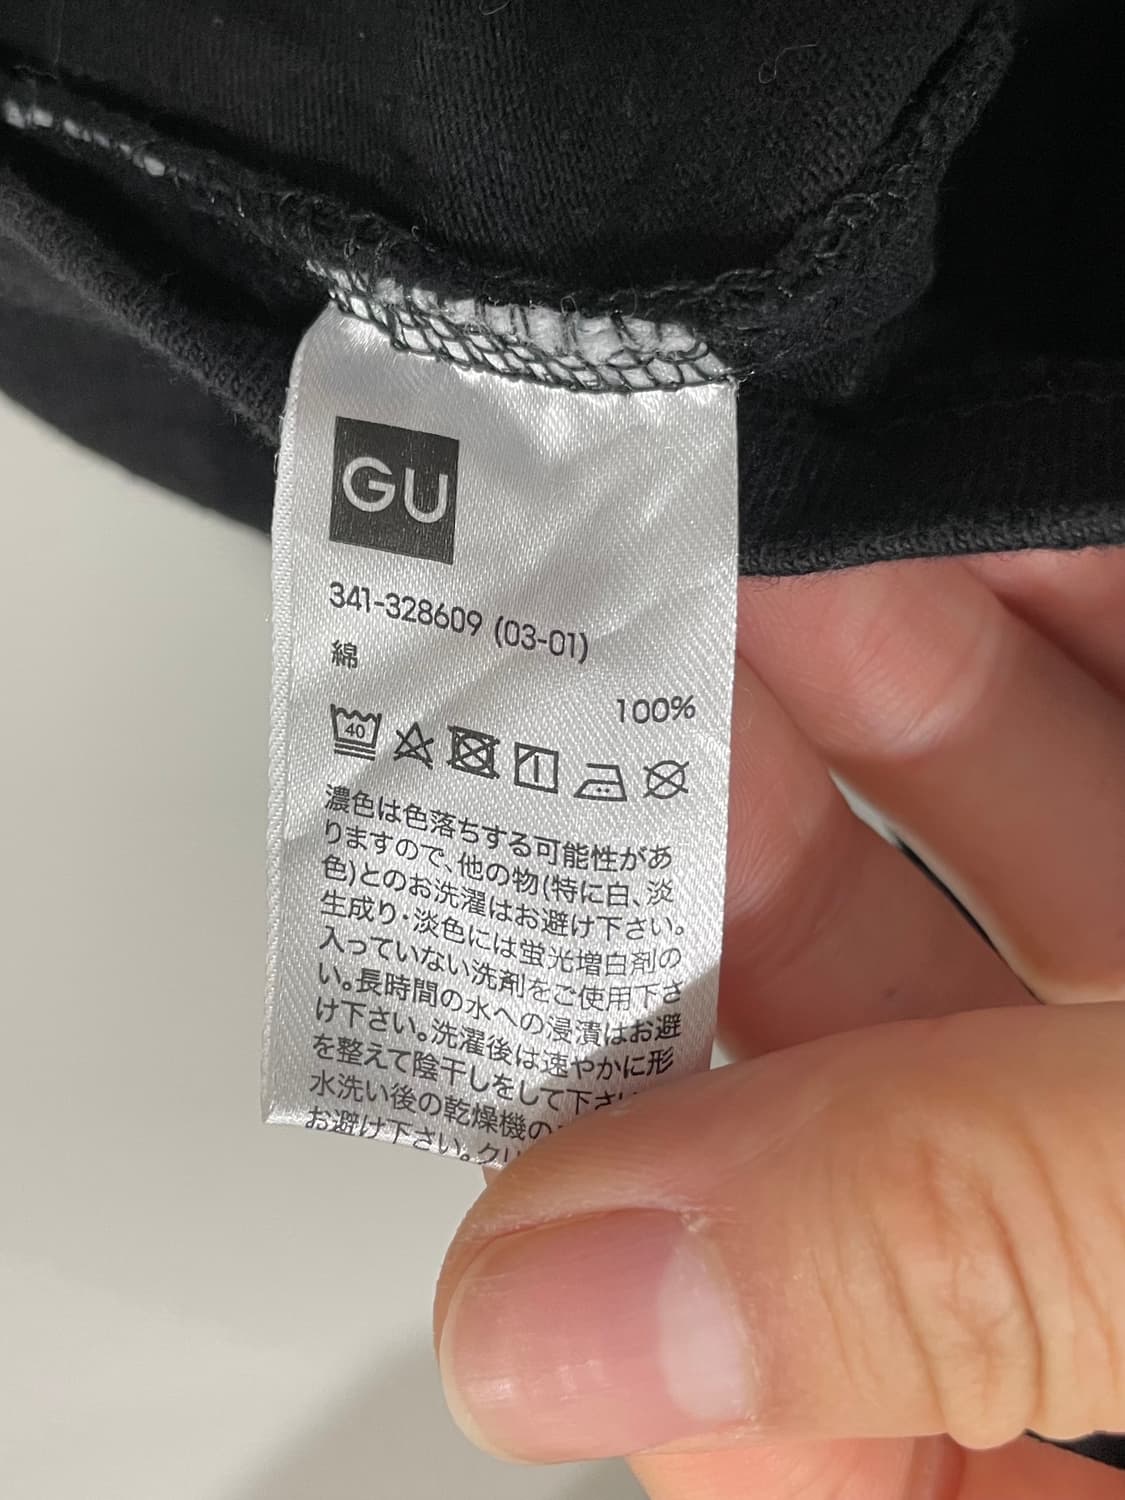 GU
341-328609 (03-01)
綿
100%
40
濃色は色落ちする可能性があ
りますので、他の物(特に白、淡
色)とのお洗濯はお避け下さい。
生成り・淡色には蛍光増白剤の
入っていない洗剤をご使用下さ
い。長時間の水への浸漬はお避
け下さい。洗濯後は速やかに形
を整えて陰干しをして下さい
水洗い後の乾燥機の
お避け下さい。クリ